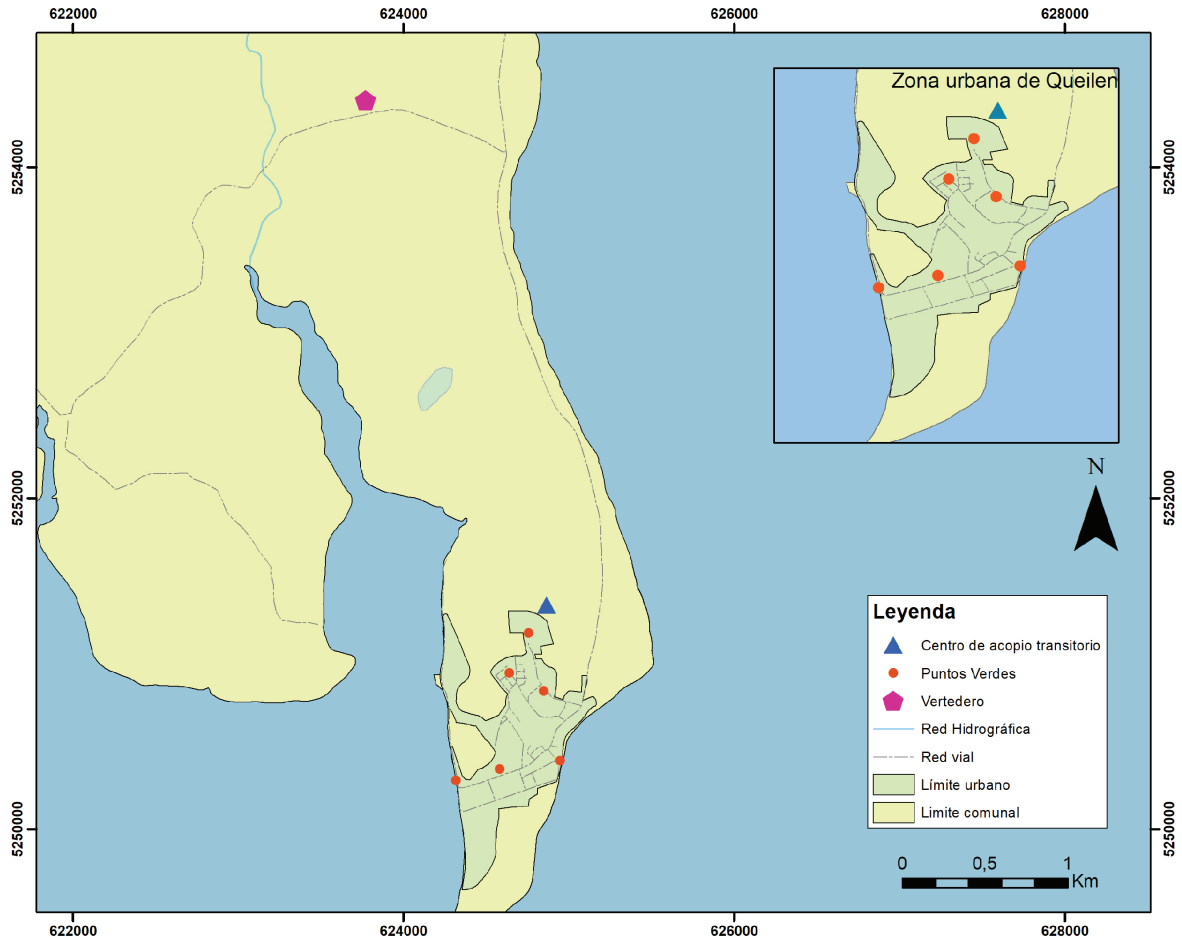 622000
624000
626000
628000
Zona urbana de Queilen
5254000
5254000
5252000
5252000
N
Leyenda
Centro de acopio transitorio
Puntos Verdes
Vertedero
Red Hidrográfica
Red vial
Límite urbano
Limite comunal
5250000
5250000
0 0,5 1
Km
622000
624000
626000
628000